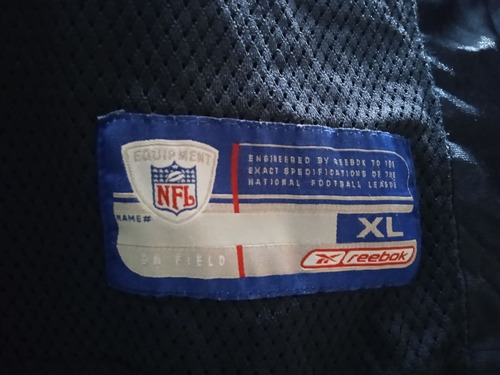 EQUIPMENT
NFL
ENGINEERED BY REEBOK TO THE
EXACT SPECIFICATIONS OF THE
NATIONAL FOOTBALL LEAGUE
NAME#
XL
ON FIELD
reebok